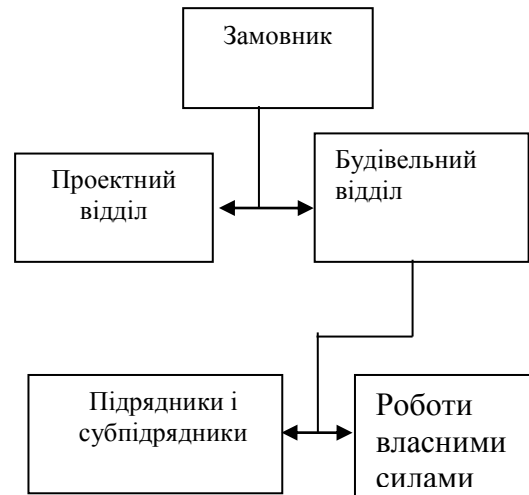 Замовник
Проектний
відділ
Будівельний
відділ
Підрядники і
субпідрядники
Роботи
власними
силами